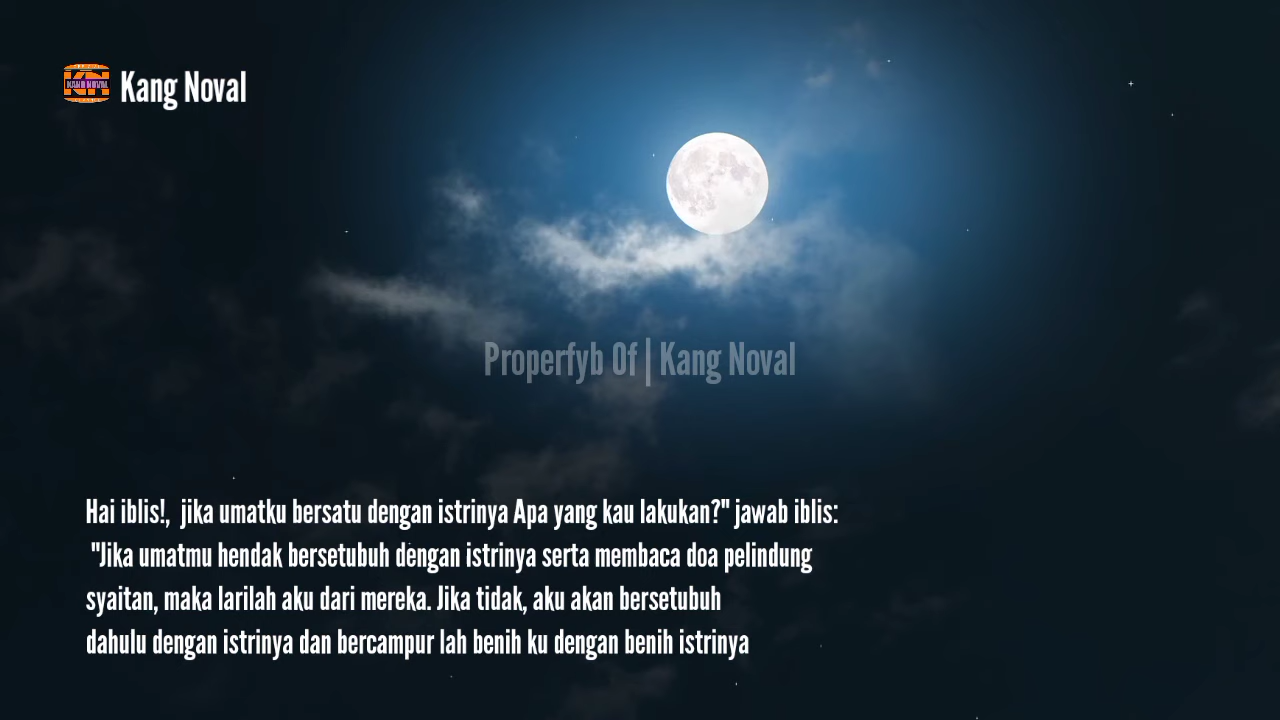 KANG NOVAL
Kang Noval
Properfyb Of | Kang Noval
Hai iblis!,  jika umatku bersatu dengan istrinya Apa yang kau lakukan?" jawab iblis:
"Jika umatmu hendak bersetubuh dengan istrinya serta membaca doa pelindung
syaitan, maka larilah aku dari mereka. Jika tidak, aku akan bersetubuh
dahulu dengan istrinya dan bercampur lah benih ku dengan benih istrinya